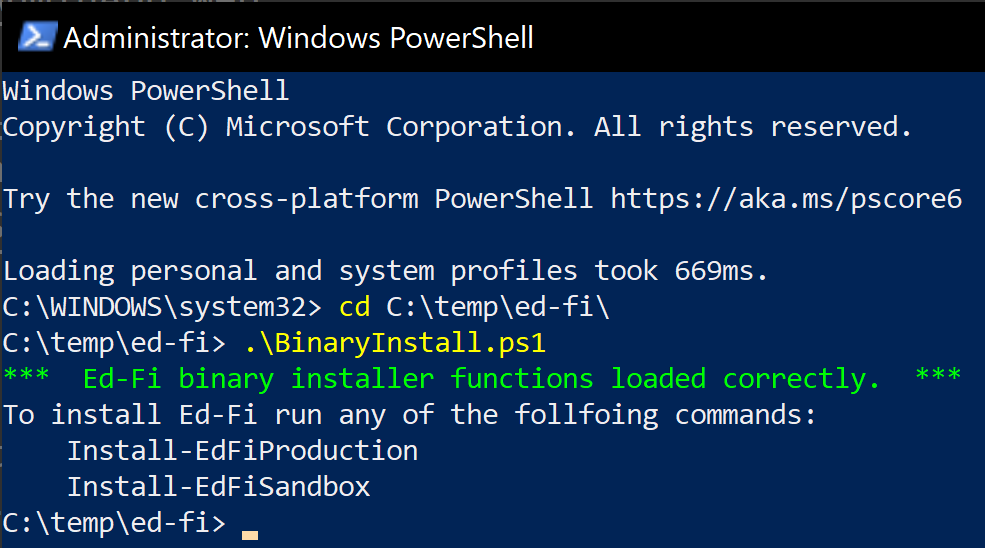 Administrator: Windows PowerShell
Windows PowerShell
Copyright (C) Microsoft Corporation. All rights reserved.
Try the new cross-platform PowerShell https://aka.ms/pscore6
Loading personal and system profiles took 669ms.
C:\WINDOWS\system32> cd C:\temp\ed-fi\
C:\temp\ed-fi> .\BinaryInstall.ps1
***  Ed-Fi binary installer functions loaded correctly.  ***
To install Ed-Fi run any of the follfoing commands:
    Install-EdFiProduction
    Install-EdFiSandbox
C:\temp\ed-fi>